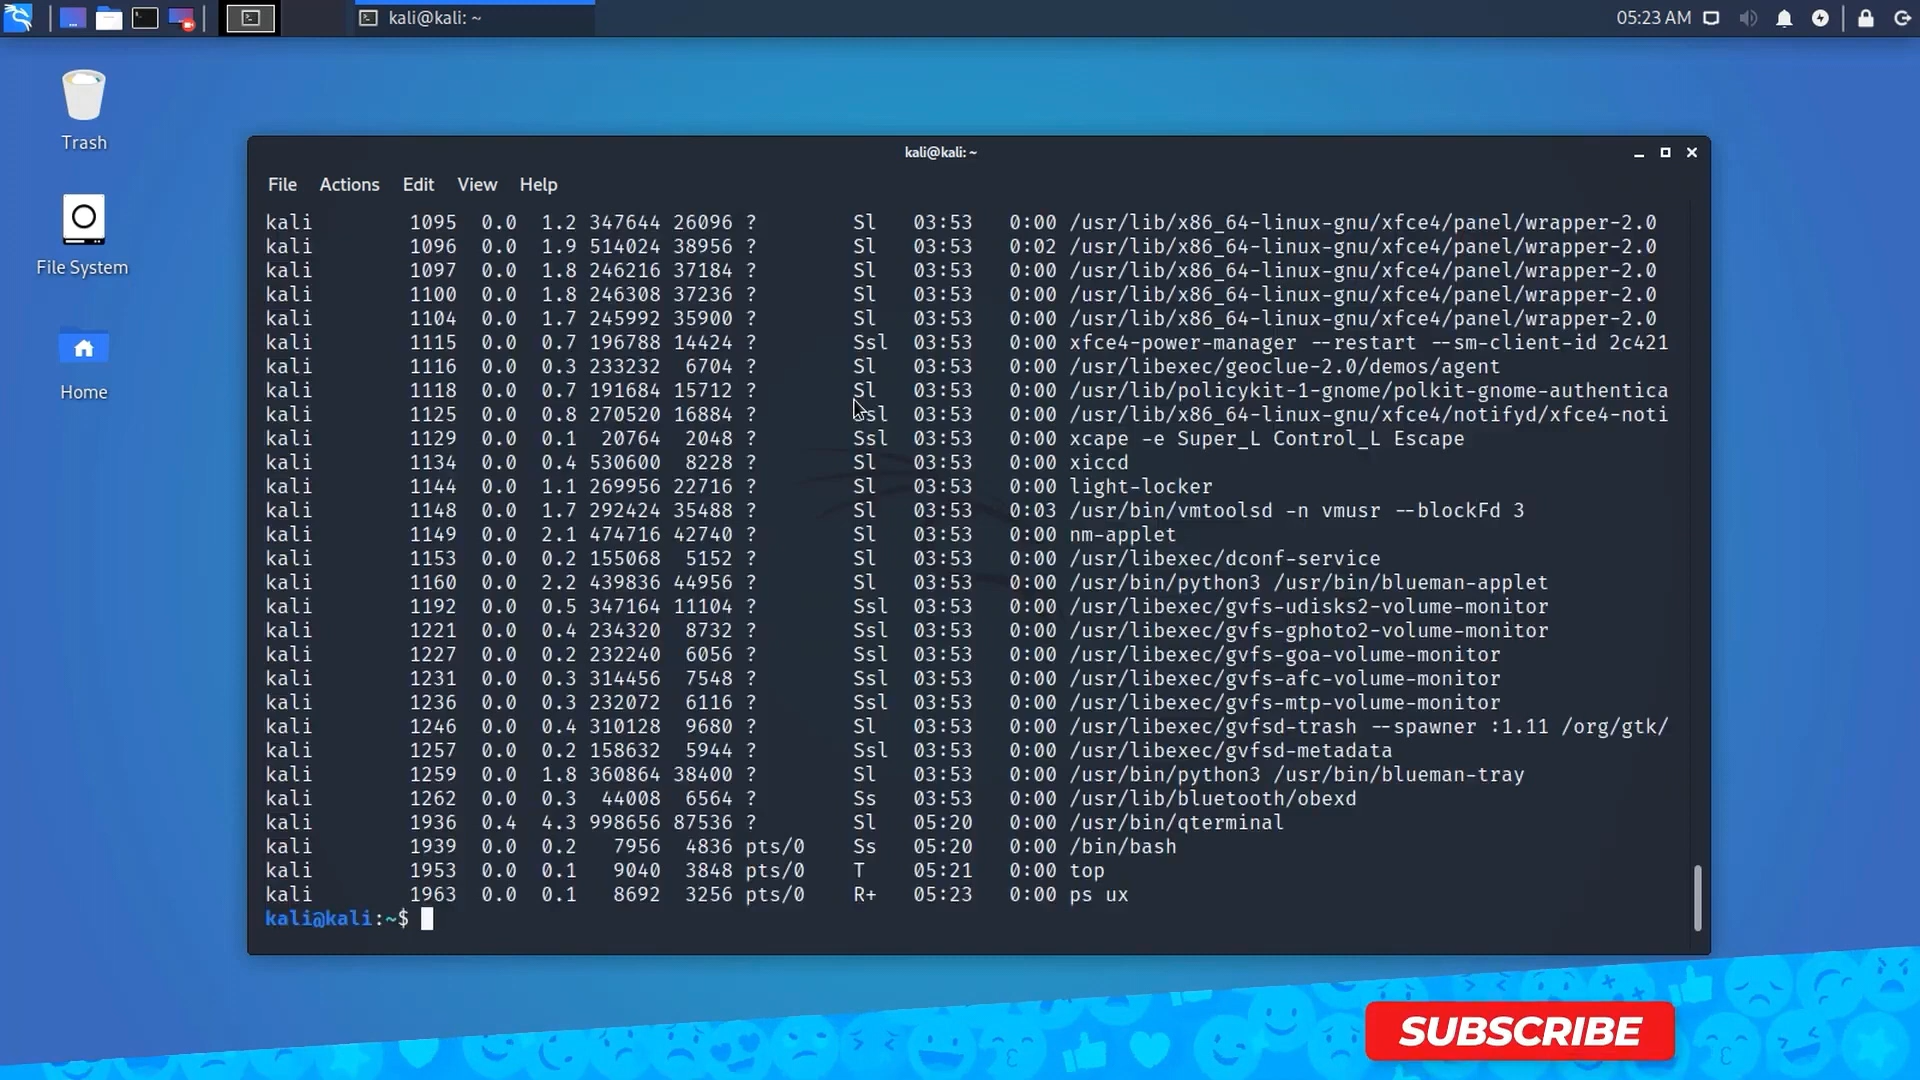 kali@kali: ~
05:23 AM
Trash
File System
Home
kali@kali: ~
File Actions Edit View Help
kali 1095 0.0 1.2 347644 26096 ? Sl 03:53 0:00 /usr/lib/x86_64-linux-gnu/xfce4/panel/wrapper-2.0
kali 1096 0.0 1.9 514024 38956 ? Sl 03:53 0:02 /usr/lib/x86_64-linux-gnu/xfce4/panel/wrapper-2.0
kali 1097 0.0 1.8 246216 37184 ? Sl 03:53 0:00 /usr/lib/x86_64-linux-gnu/xfce4/panel/wrapper-2.0
kali 1100 0.0 1.8 246308 37236 ? Sl 03:53 0:00 /usr/lib/x86_64-linux-gnu/xfce4/panel/wrapper-2.0
kali 1104 0.0 1.7 245992 35900 ? Sl 03:53 0:00 /usr/lib/x86_64-linux-gnu/xfce4/panel/wrapper-2.0
kali 1115 0.0 0.7 196788 14424 ? Ssl 03:53 0:00 xfce4-power-manager --restart --sm-client-id 2c421
kali 1116 0.0 0.3 233232 6704 ? Sl 03:53 0:00 /usr/libexec/geoclue-2.0/demos/agent
kali 1118 0.0 0.7 191684 15712 ? Sl 03:53 0:00 /usr/lib/policykit-1-gnome/polkit-gnome-authentica
kali 1125 0.0 0.8 270520 16884 ? Ssl 03:53 0:00 /usr/lib/x86_64-linux-gnu/xfce4/notifyd/xfce4-noti
kali 1129 0.0 0.1 20764 2048 ? Ssl 03:53 0:00 xcape -e Super_L Control_L Escape
kali 1134 0.0 0.4 530600 8228 ? Sl 03:53 0:00 xiccd
kali 1144 0.0 1.1 269956 22716 ? Sl 03:53 0:00 light-locker
kali 1148 0.0 1.7 292424 35488 ? Sl 03:53 0:03 /usr/bin/vmtoolsd -n vmusr --blockFd 3
kali 1149 0.0 2.1 474716 42740 ? Sl 03:53 0:00 nm-applet
kali 1153 0.0 0.2 155068 5152 ? Sl 03:53 0:00 /usr/libexec/dconf-service
kali 1160 0.0 2.2 439836 44956 ? Sl 03:53 0:00 /usr/bin/python3 /usr/bin/blueman-applet
kali 1192 0.0 0.5 347164 11104 ? Ssl 03:53 0:00 /usr/libexec/gvfs-udisks2-volume-monitor
kali 1221 0.0 0.4 234320 8732 ? Ssl 03:53 0:00 /usr/libexec/gvfs-gphoto2-volume-monitor
kali 1227 0.0 0.2 232240 6056 ? Ssl 03:53 0:00 /usr/libexec/gvfs-goa-volume-monitor
kali 1231 0.0 0.3 314456 7548 ? Ssl 03:53 0:00 /usr/libexec/gvfs-afc-volume-monitor
kali 1236 0.0 0.3 232072 6116 ? Ssl 03:53 0:00 /usr/libexec/gvfs-mtp-volume-monitor
kali 1246 0.0 0.4 310128 9680 ? Sl 03:53 0:00 /usr/libexec/gvfsd-trash --spawner :1.11 /org/gtk/
kali 1257 0.0 0.2 158632 5944 ? Ssl 03:53 0:00 /usr/libexec/gvfsd-metadata
kali 1259 0.0 1.8 360864 38400 ? Sl 03:53 0:00 /usr/bin/python3 /usr/bin/blueman-tray
kali 1262 0.0 0.3 44008 6564 ? Ss 03:53 0:00 /usr/lib/bluetooth/obexd
kali 1936 0.4 4.3 998656 87536 ? Sl 05:20 0:00 /usr/bin/qterminal
kali 1939 0.0 0.2 7956 4836 pts/0 Ss 05:20 0:00 /bin/bash
kali 1953 0.0 0.1 9040 3848 pts/0 T 05:21 0:00 top
kali 1963 0.0 0.1 8692 3256 pts/0 R+ 05:23 0:00 ps ux
kali@kali:~$
SUBSCRIBE